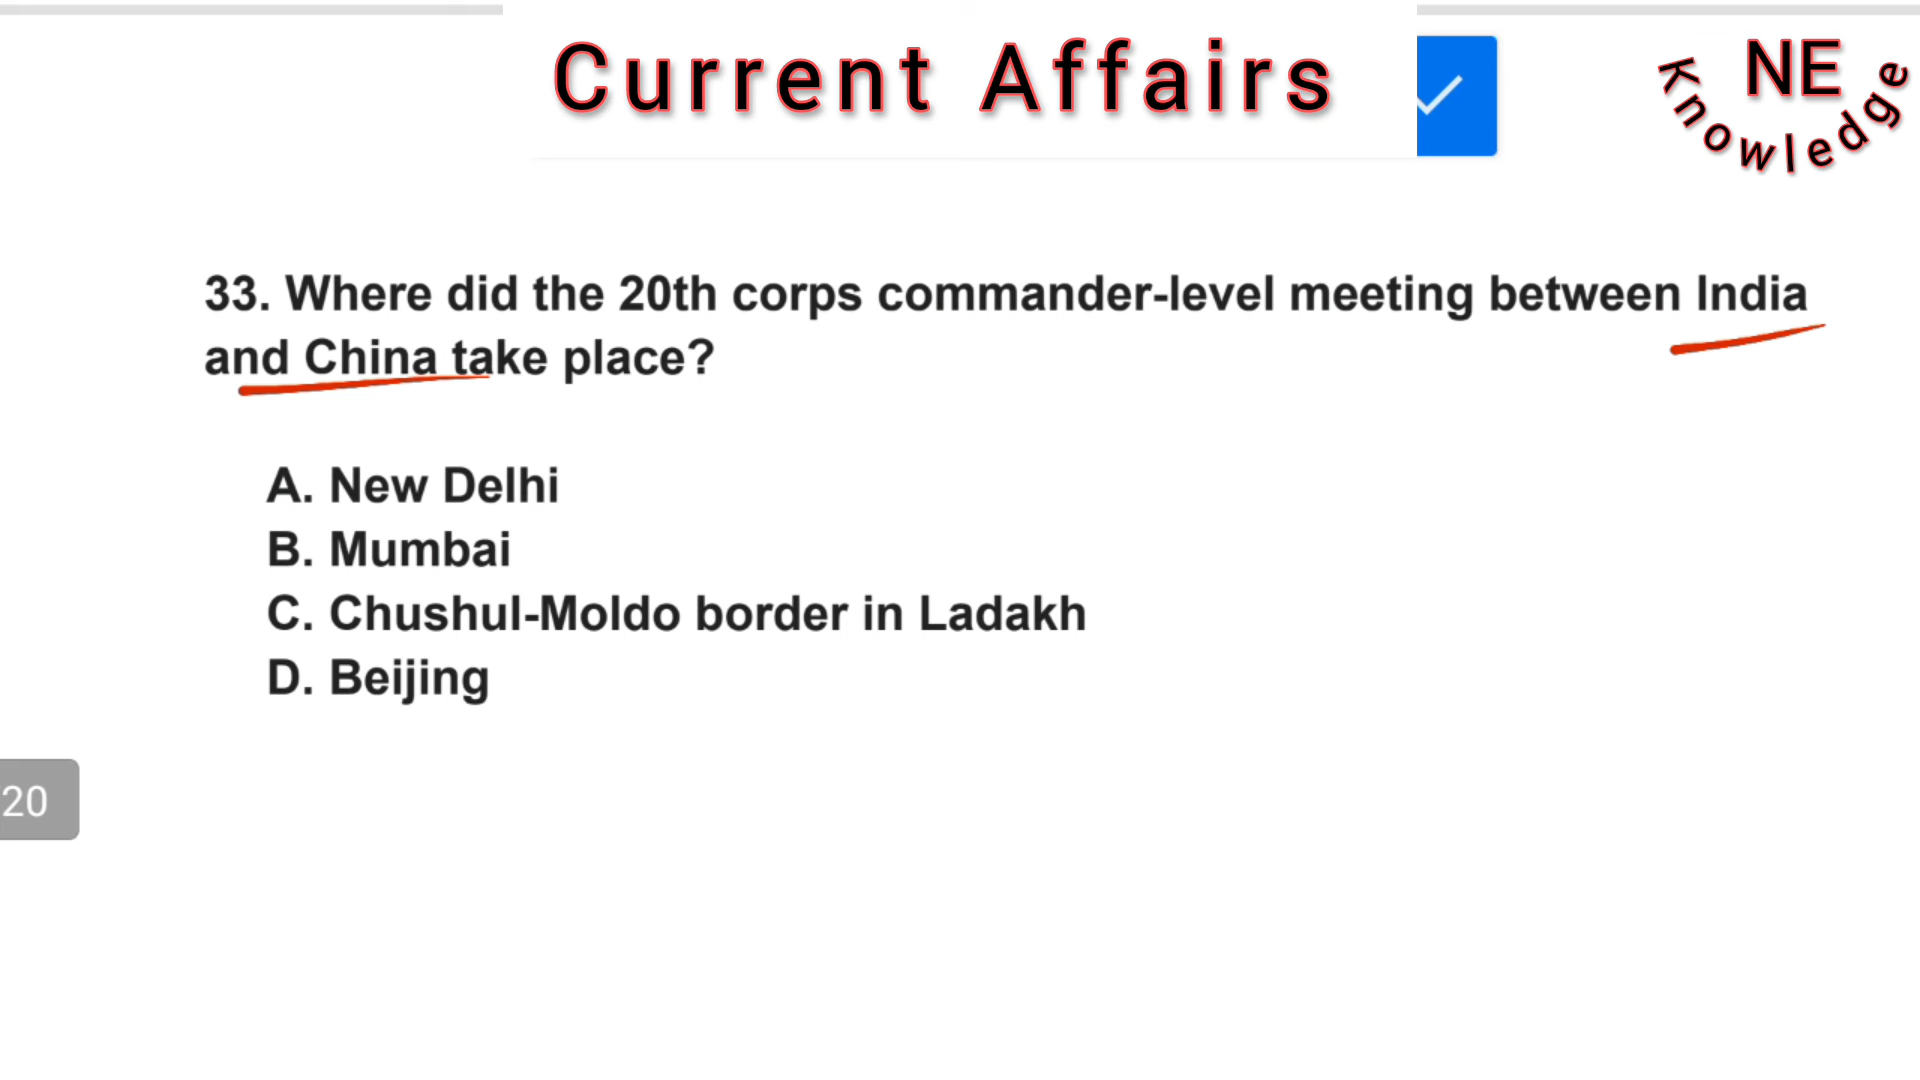 Current Affairs
NE
Knowledge
33. Where did the 20th corps commander-level meeting between India
and China take place?
A. New Delhi
B. Mumbai
C. Chushul-Moldo border in Ladakh
D. Beijing
20